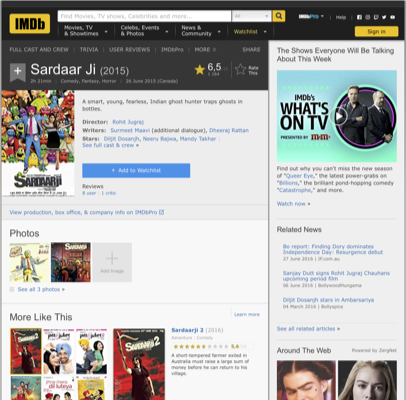 IMDb
Find Movies, TV shows, Celebrities and more...
All
Movies, TV
& Showtimes
Celebs, Events
& Photos
News &
Community
Watchlist
IMDbPro
Help
Sign in
FULL CAST AND CREW | TRIVIA | USER REVIEWS | IMDbPro | MORE
SHARE
+ Sardaar Ji (2015)
6,5
Rate
This
2h 21min | Comedy, Fantasy, Horror | 26 June 2015 (Canada)
A smart, young, fearless, Indian ghost hunter traps ghosts in
bottles.
Director: Rohit Jugraj
Writers: Surmeet Maavi (additional dialogue), Dheeraj Rattan
Stars: Diljit Dosanjh, Neeru Bajwa, Mandy Takhar |
See full cast & crew »
+ Add to Watchlist
Reviews
8 user | 1 critic
View production, box office, & company info on IMDbPro
Photos
Add Image
See all 3 photos »
More Like This
Learn more
Sardaarji 2 (2016)
Adventure | Comedy
A short-tempered farmer exiled in
Australia must raise a large sum
of money before he can return to his
village.
The Shows Everyone Will Be Talking
About This Week
IMDb's
WHAT'S
ON TV
PRESENTED BY m&m's
Find out why you can't miss the new season
of "Queer Eye," the latest power-grabs on
"Billions," the brilliant pond-hopping comedy
"Catastrophe," and more.
Watch now »
Related News
Bo report: Finding Dory dominates
Independence Day: Resurgence debut
27 June 2016 | IF.com.au
Sanjay Dutt signs Rohit Jugraj Chauhans
upcoming period film
06 June 2016 | BollywoodHungama
Diljit Dosanjh stars in Ambarsariya
04 March 2016 | Bollyspice
See all related articles »
Around The Web
Powered by ZergNet